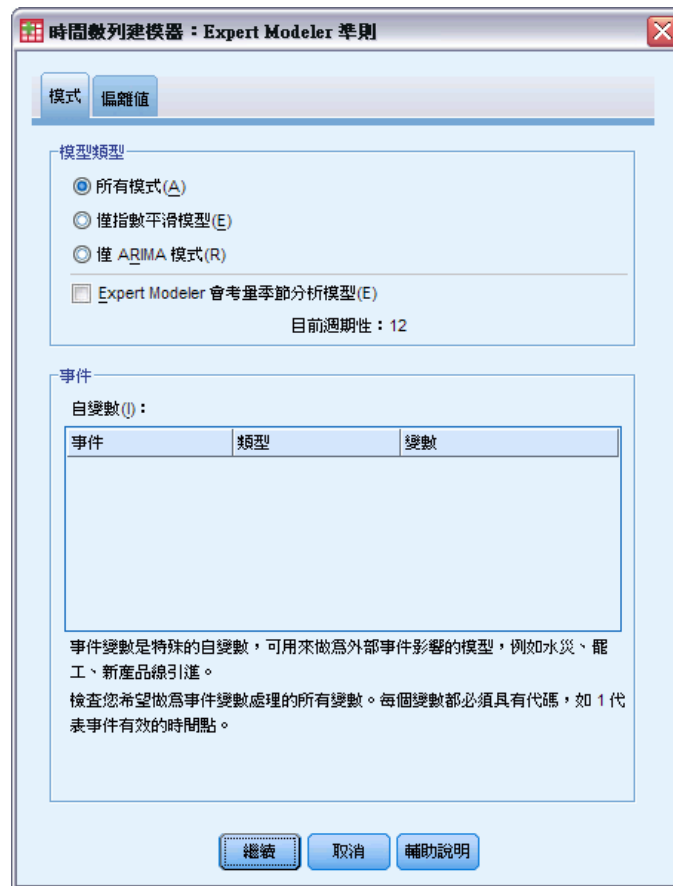 時間數列建模器：Expert Modeler 準則
模式
偏離值
模型類型
所有模式(A)
僅指數平滑模型(E)
僅 ARIMA 模式(R)
Expert Modeler 會考量季節分析模型(E)
目前週期性：12
事件
自變數(I)：
事件 類型 變數
事件變數是特殊的自變數，可用來做為外部事件影響的模型，例如水災、罷
工、新產品線引進。
檢查您希望做為事件變數處理的所有變數。每個變數都必須具有代碼，如 1 代
表事件有效的時間點。
繼續 取消 輔助說明